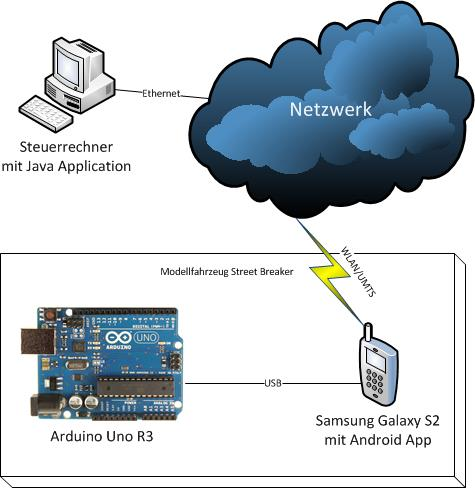 Ethernet
Netzwerk
Steuerrechner
mit Java Application
WLAN/UMTS
Modellfahrzeug Street Breaker
UNO
ARDUINO
USB
Arduino Uno R3
Samsung Galaxy S2
mit Android App